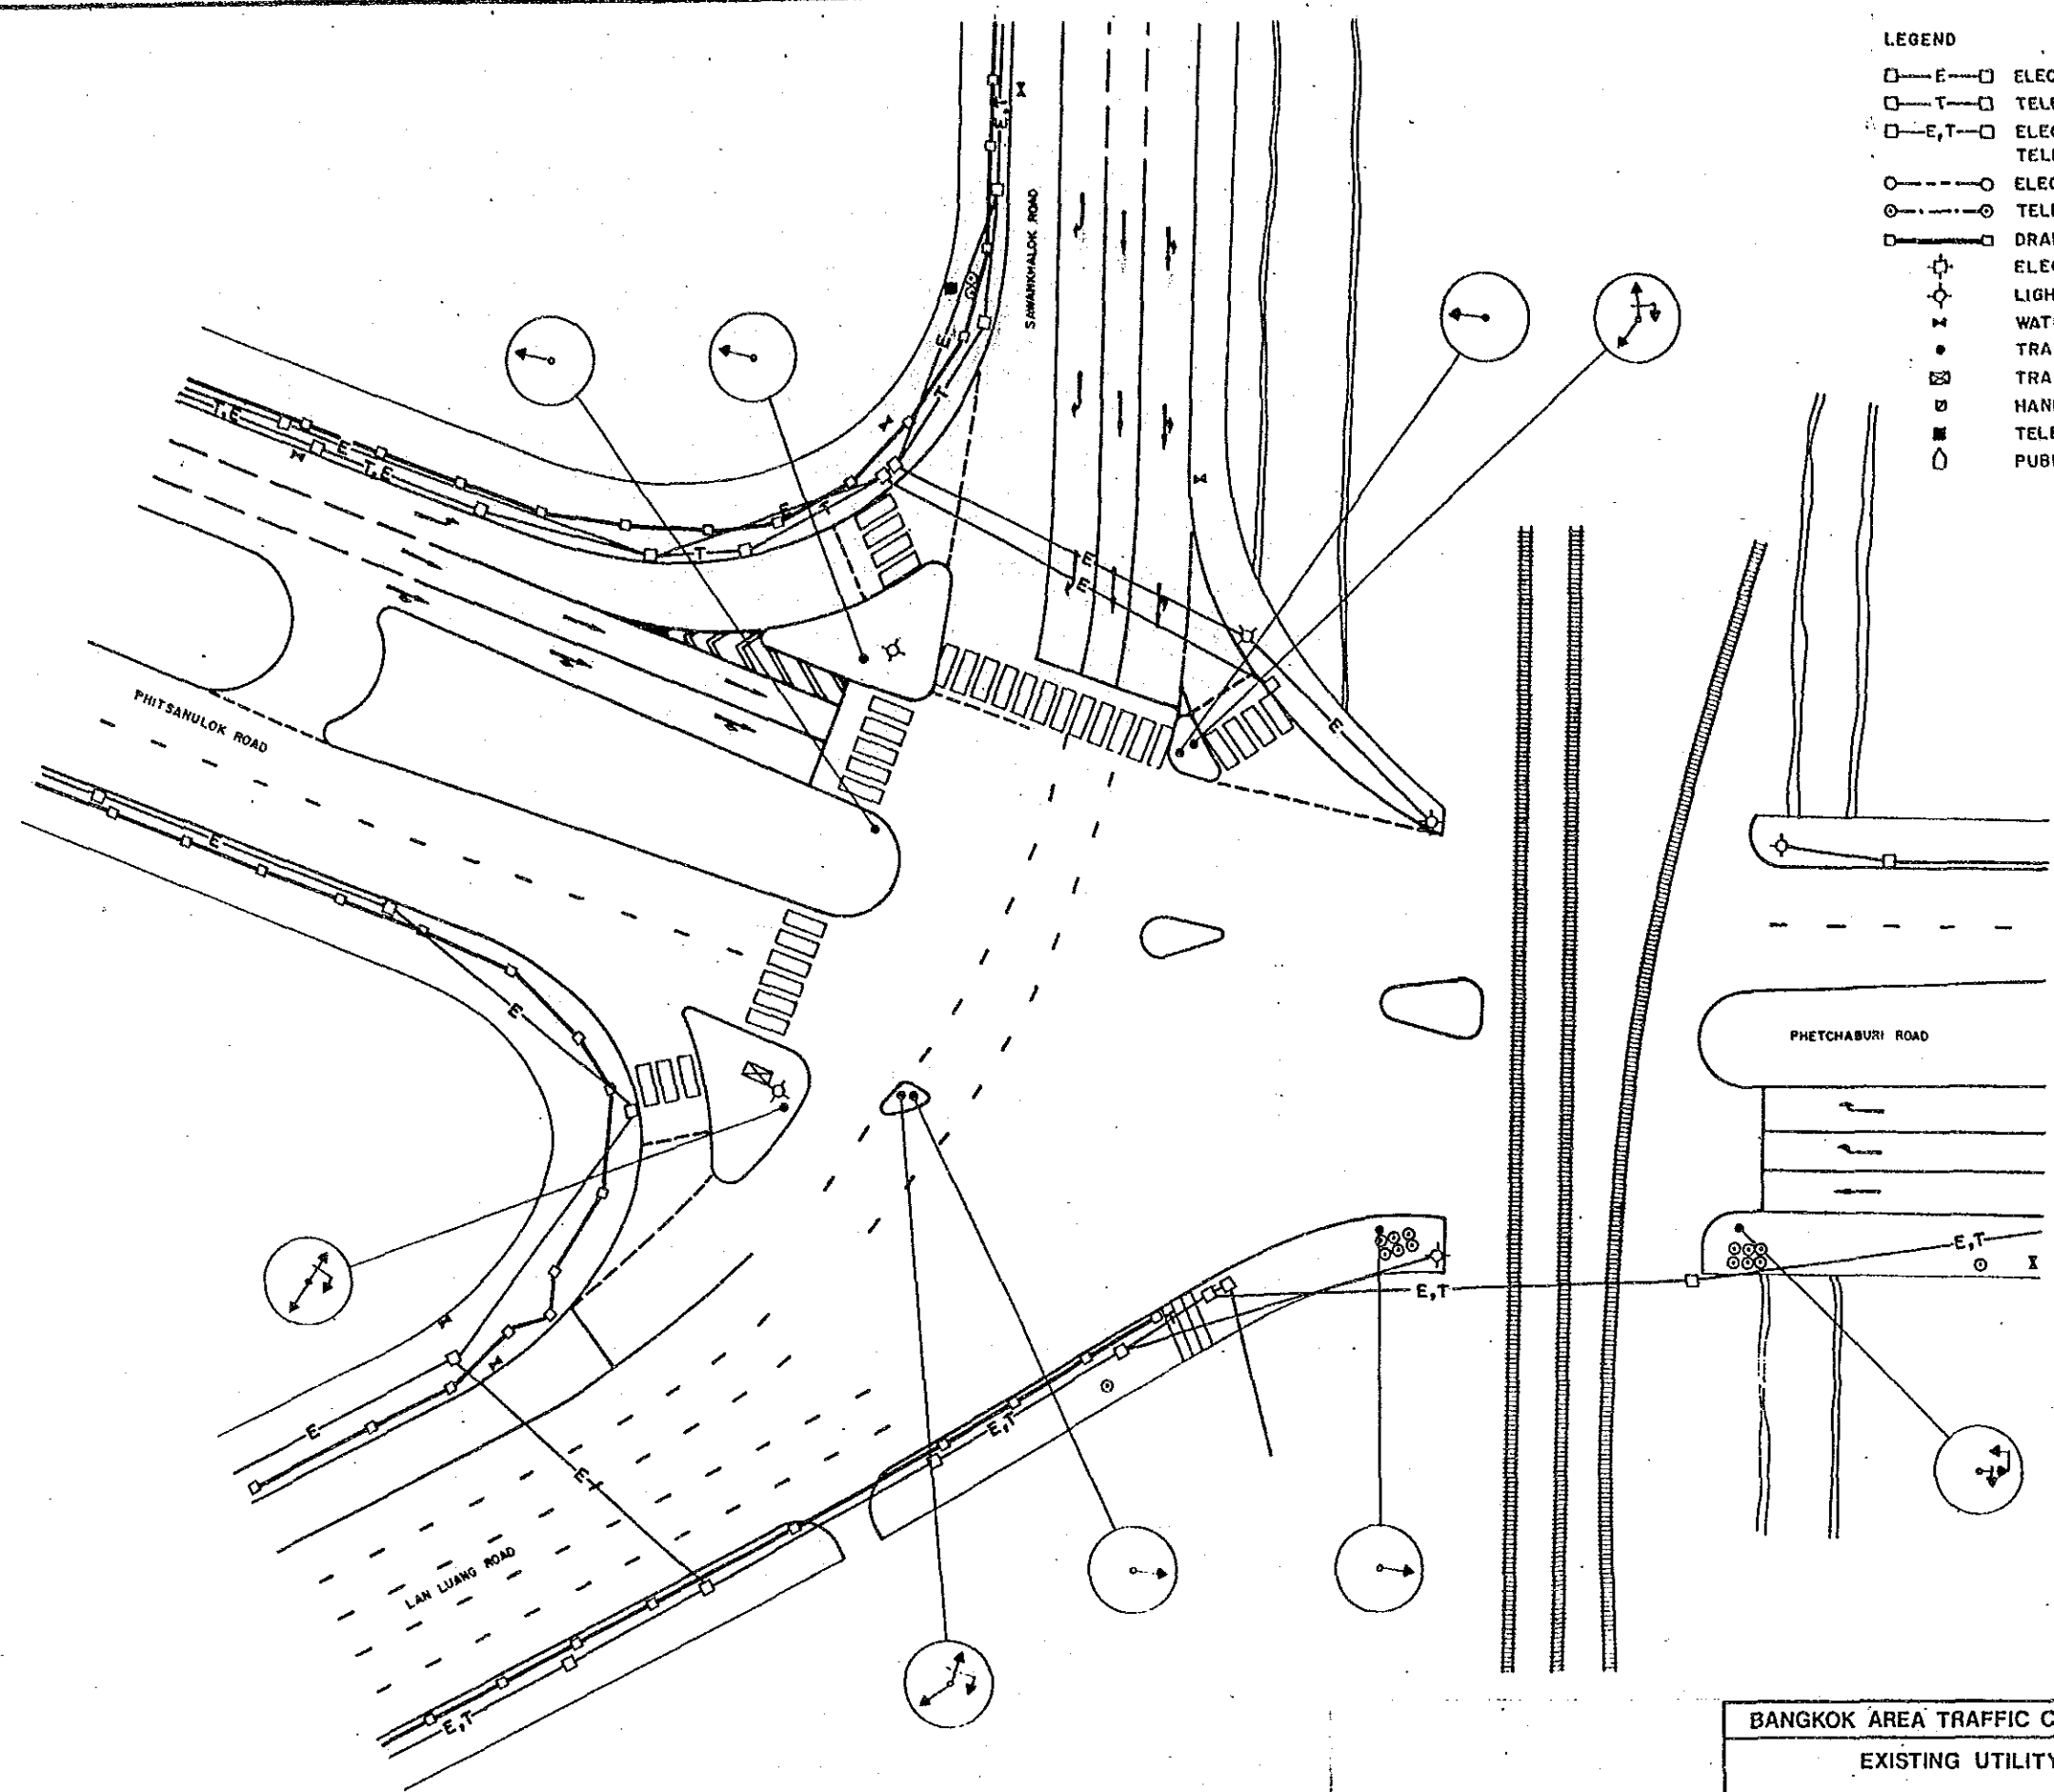 LEGEND
E ELEC
T TELE
E,T ELEC
TELE
ELEC
TELE
DRAI
ELEC
LIGH
WAT
TRA
TRA
HAN
TELE
PUB
E,T
SAWANKHALOK ROAD
E
T
T,E
E
T,E
E
T
T
E
E
E
PHITSANULOK ROAD
E
E
PHETCHABURI ROAD
E,T
E,T
E
E,T
E
LAN LUANG ROAD
E,T
BANGKOK AREA TRAFFIC C
EXISTING UTILITY